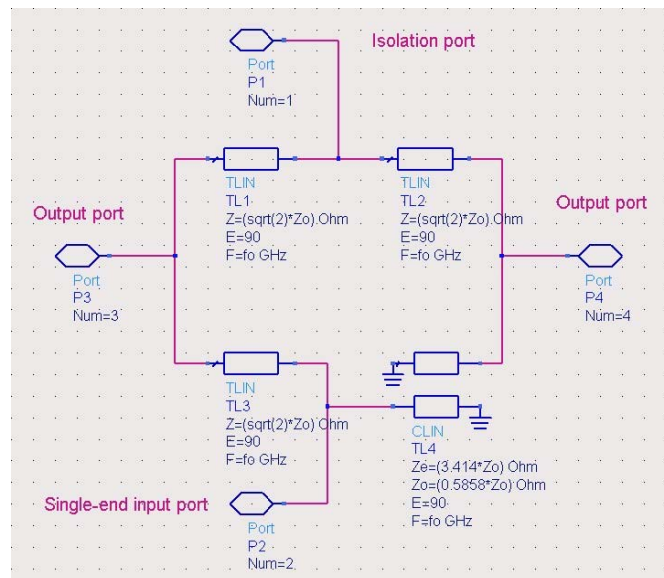 Isolation port
Port
P1
Num=1
TLIN
TL1
Z=(sqrt(2)*Zo) Ohm
E=90
F=fo GHz
TLIN
TL2
Z=(sqrt(2)*Zo) Ohm
E=90
F=fo GHz
Output port
Port
P3
Num=3
Output port
Port
P4
Num=4
TLIN
TL3
Z=(sqrt(2)*Zo) Ohm
E=90
F=fo GHz
CLIN
TL4
Ze=(3.414*Zo) Ohm
Zo=(0.5858*Zo) Ohm
E=90
F=fo GHz
Single-end input port
Port
P2
Num=2